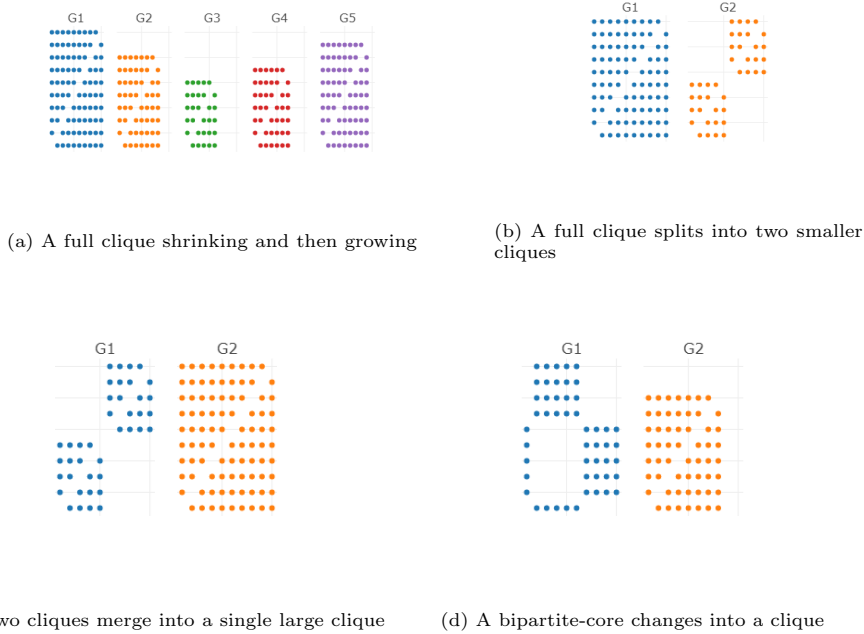 G1 G2 G3 G4 G5
G1 G2
(a) A full clique shrinking and then growing
(b) A full clique splits into two smaller
cliques
G1 G2
G1 G2
cliques merge into a single large clique
(d) A bipartite-core changes into a clique